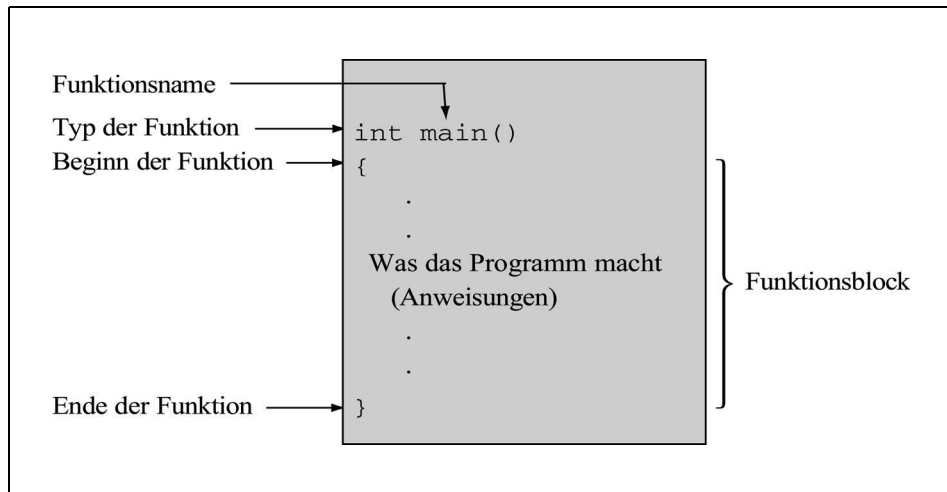 Funktionsname
Typ der Funktion
int main()
Beginn der Funktion
{
.
.
Was das Programm macht
(Anweisungen)
Funktionsblock
.
.
Ende der Funktion
}